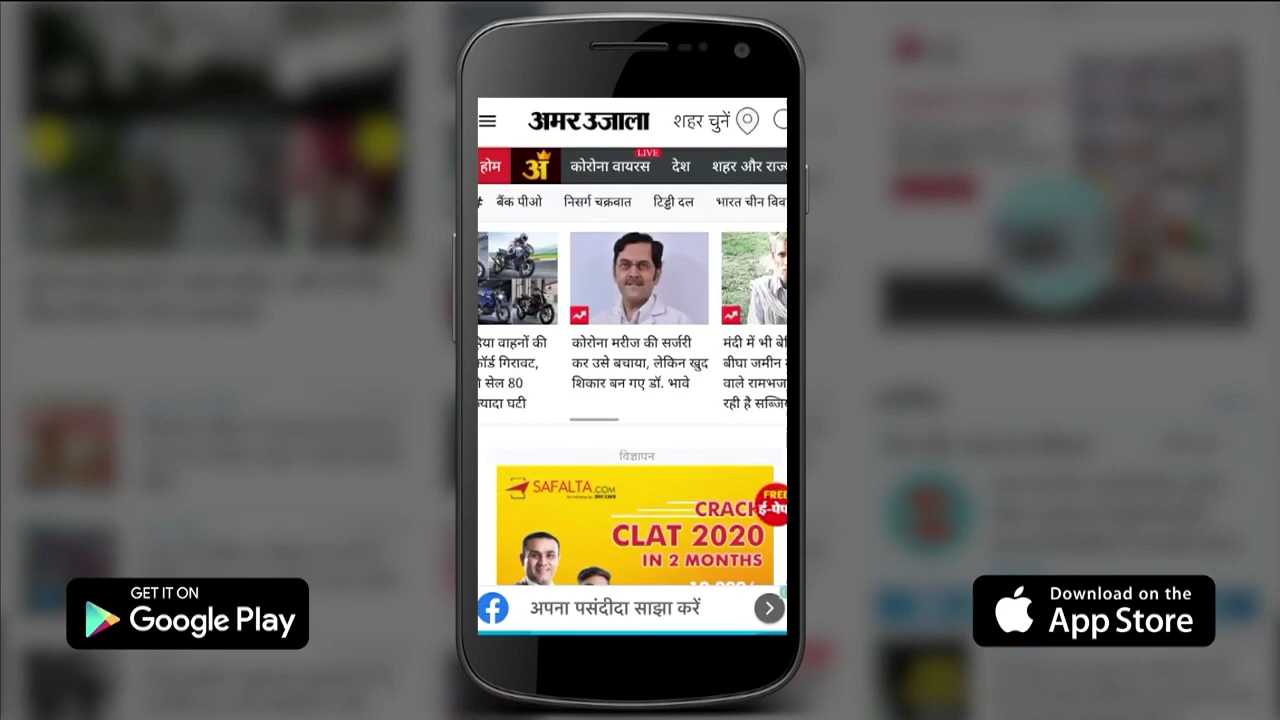 अमर उजाला
शहर चुनें
LIVE
होम
अ
कोरोना वायरस
देश
शहर और राज्
#
बैंक पीओ
निसर्ग चक्रवात
टिड्डी दल
भारत चीन विव
हिया वाहनों की
कॉर्ड गिरावट,
सेल 80
ज्यादा घटी
कोरोना मरीज की सर्जरी
कर उसे बचाया, लेकिन खुद
शिकार बन गए डॉ. भावे
मंदी में भी बे
बीघा जमीन
वाले रामभज
रही है सब्जि
विज्ञापन
SAFALTA.COM
CRACK
CLAT 2020
IN 2 MONTHS
FREE
ई-पेप
अपना पसंदीदा साझा करें
GET IT ON
Google Play
Download on the
App Store